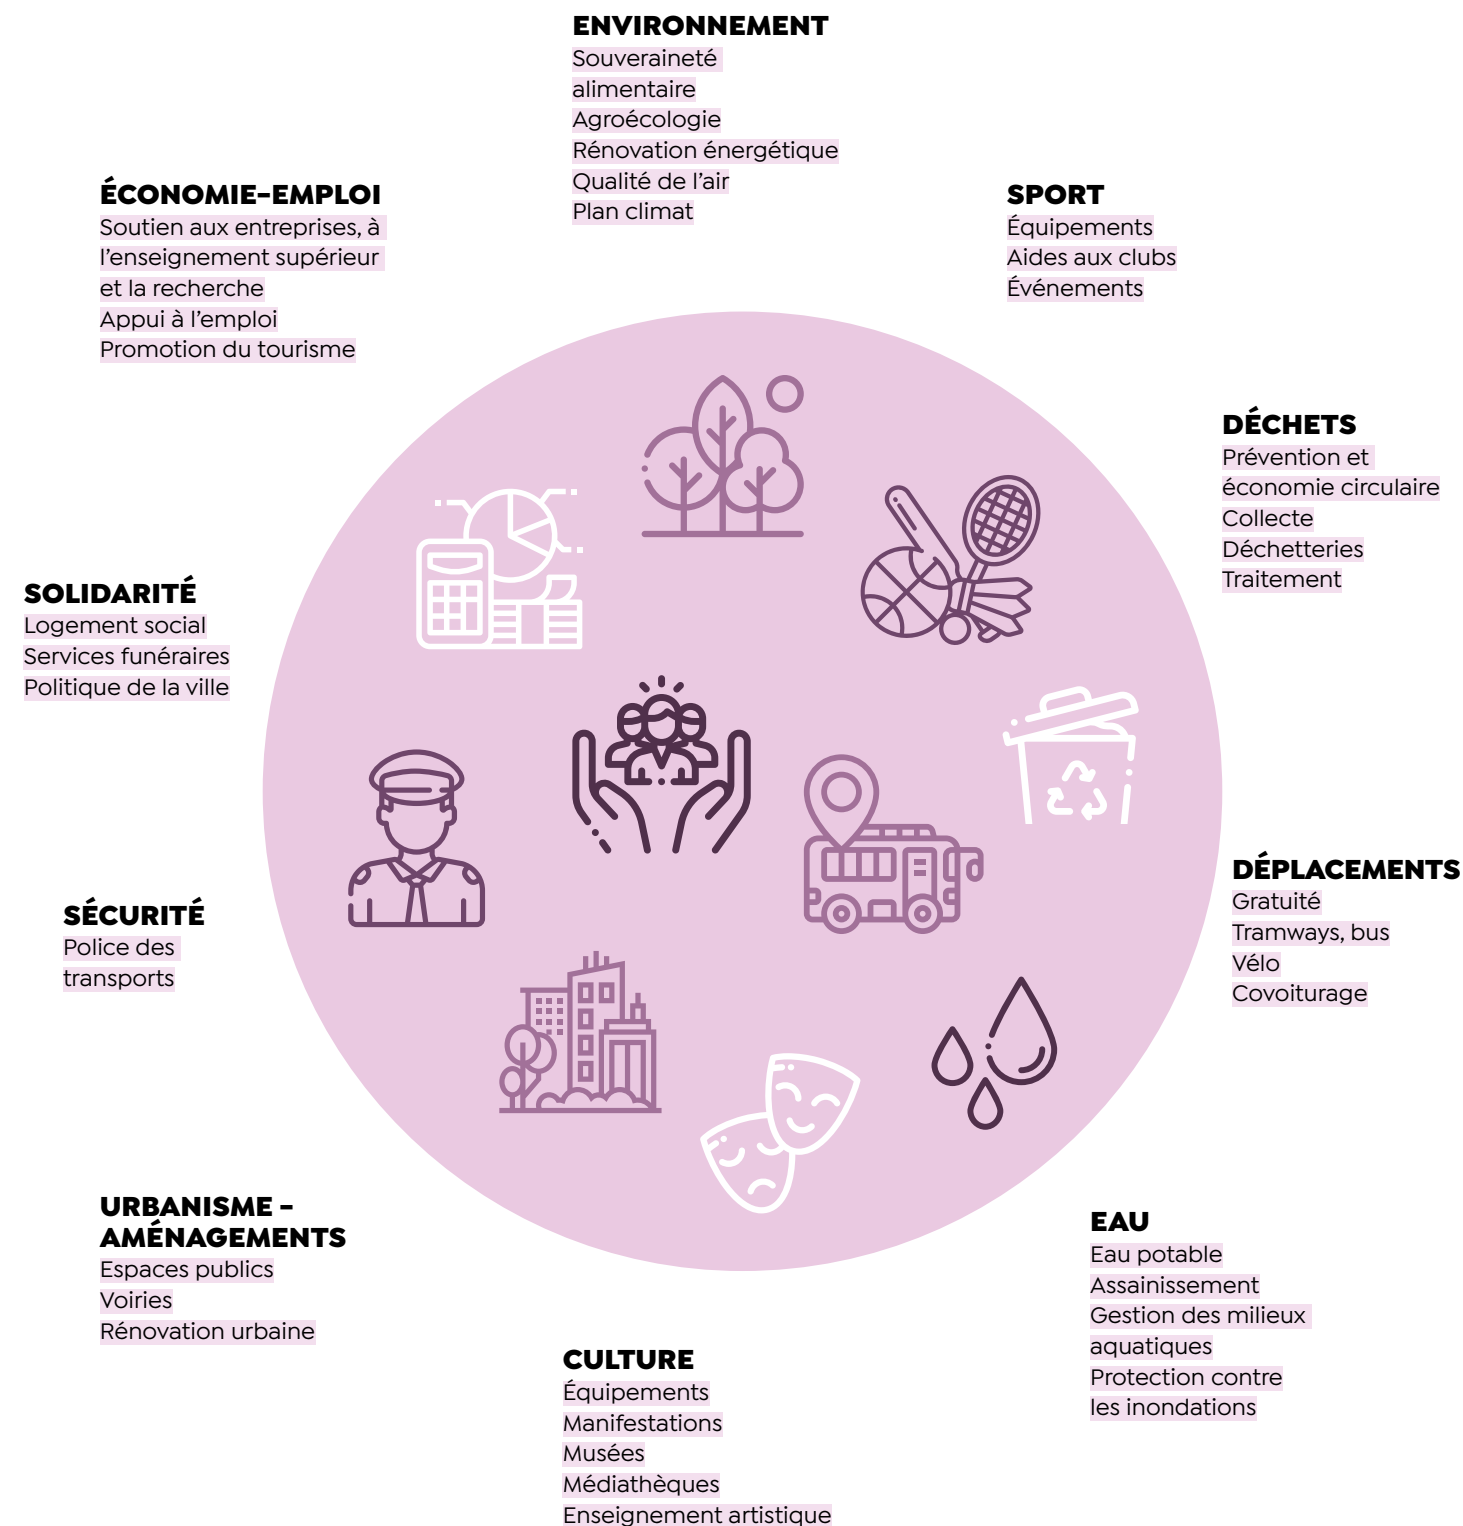 ENVIRONNEMENT
Souveraineté
alimentaire
Agroécologie
Rénovation énergétique
Qualité de l'air
Plan climat
ÉCONOMIE-EMPLOI
Soutien aux entreprises, à
l'enseignement supérieur
et la recherche
Appui à l'emploi
Promotion du tourisme
SPORT
Équipements
Aides aux clubs
Événements
DÉCHETS
Prévention et
économie circulaire
Collecte
Déchetteries
Traitement
SOLIDARITÉ
Logement social
Services funéraires
Politique de la ville
DÉPLACEMENTS
Gratuité
Tramways, bus
Vélo
Covoiturage
SÉCURITÉ
Police des
transports
URBANISME -
AMÉNAGEMENTS
Espaces publics
Voiries
Rénovation urbaine
EAU
Eau potable
Assainissement
Gestion des milieux
aquatiques
Protection contre
les inondations
CULTURE
Équipements
Manifestations
Musées
Médiathèques
Enseignement artistique